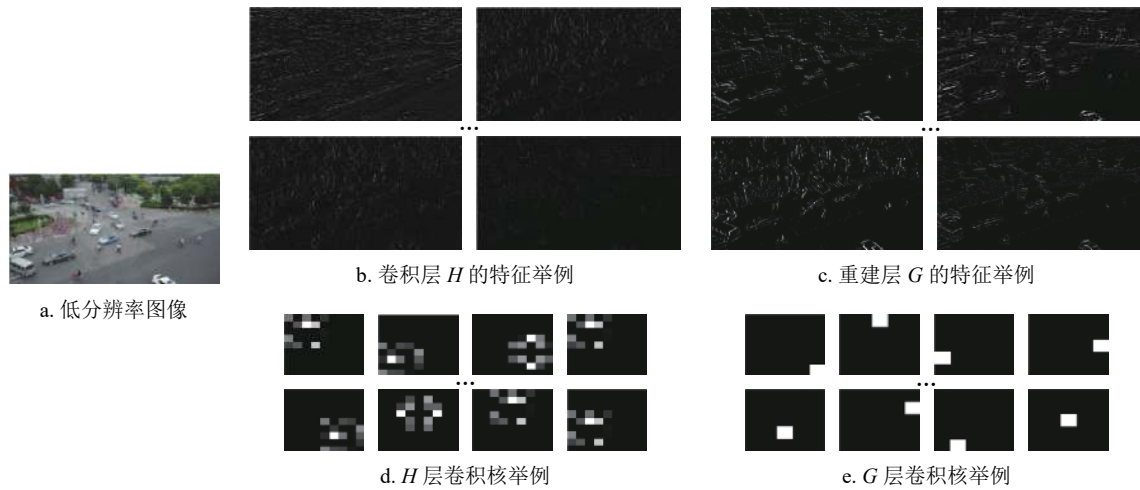 ...
...
b. 卷积层 H 的特征举例
c. 重建层 G 的特征举例
a. 低分辨率图像
...
...
d. H 层卷积核举例
e. G 层卷积核举例